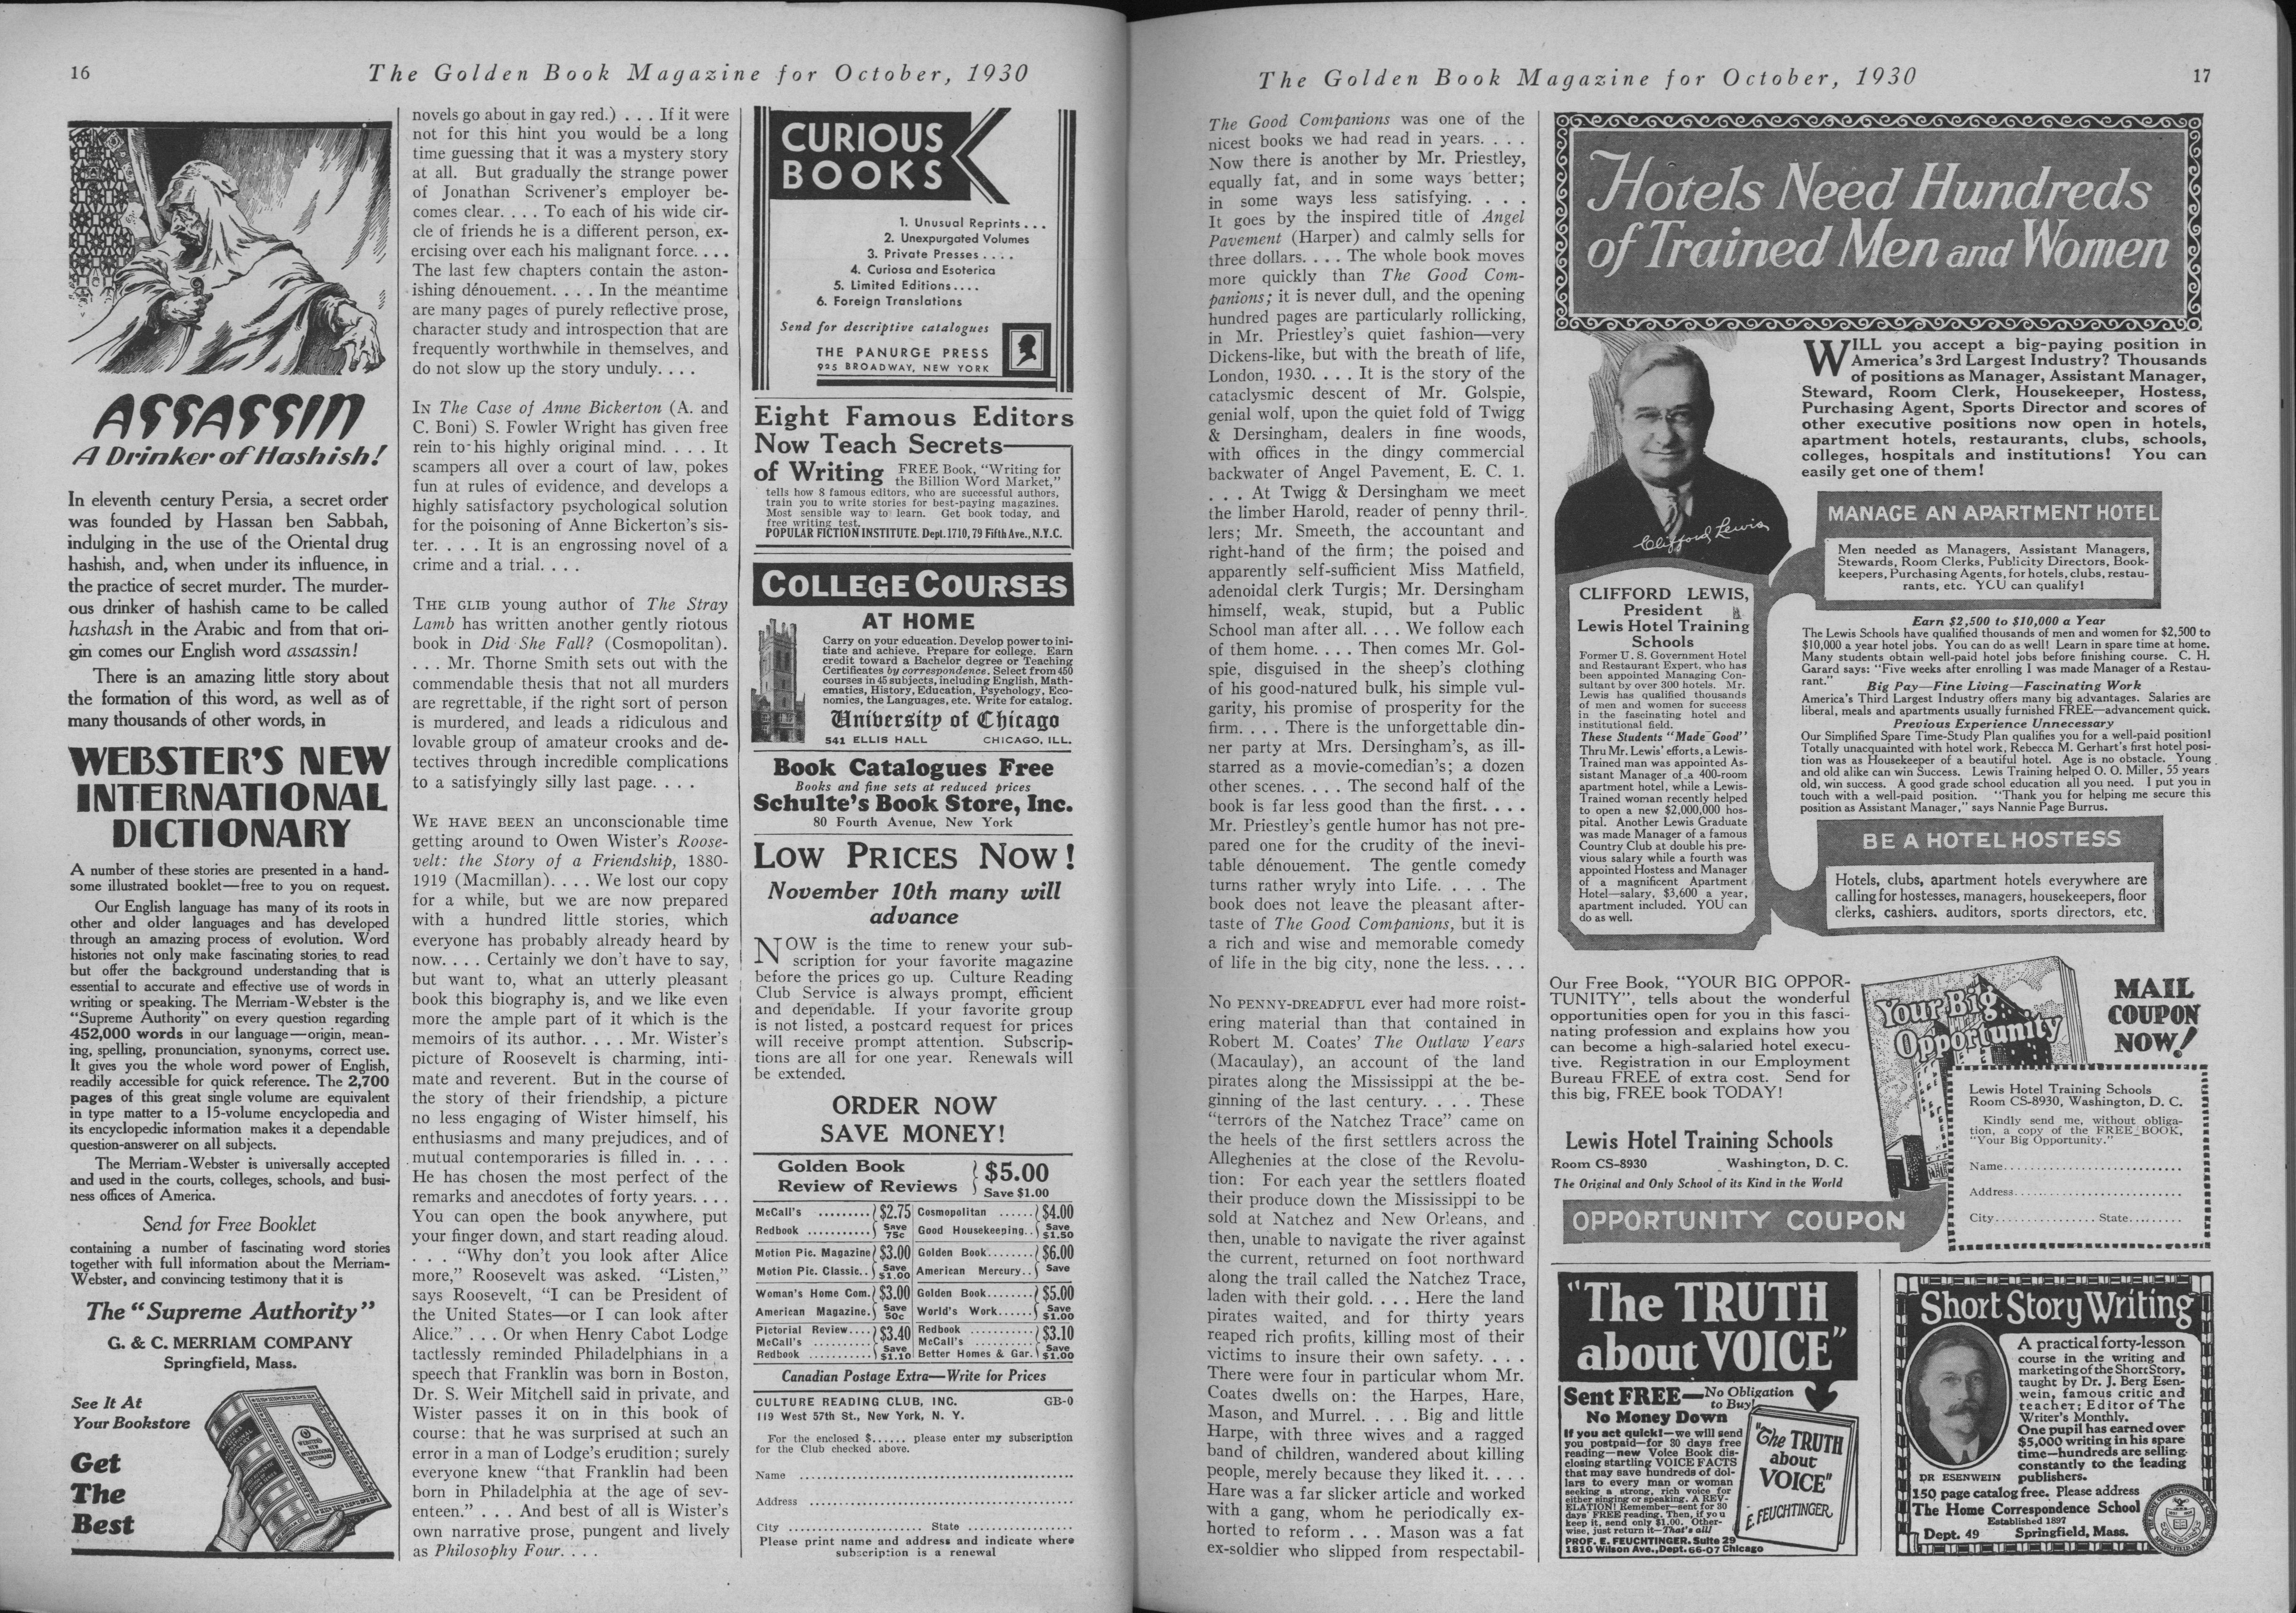 16
The Golden Book Magazine for October, 1930
ASSASSIN
A Drinker of Hashish!
In eleventh century Persia, a secret order
was founded by Hassan ben Sabbah,
indulging in the use of the Oriental drug
hashish, and, when under its influence, in
the practice of secret murder. The murder-
ous drinker of hashish came to be called
hashash in the Arabic and from that ori-
gin comes our English word assassin!
There is an amazing little story about
the formation of this word, as well as of
many thousands of other words, in
WEBSTER'S NEW
INTERNATIONAL
DICTIONARY
A number of these stories are presented in a hand-
some illustrated booklet—free to you on request.
Our English language has many of its roots in
other and older languages and has developed
through an amazing process of evolution. Word
histories not only make fascinating stories to read
but offer the background understanding that is
essential to accurate and effective use of words in
writing or speaking. The Merriam-Webster is the
"Supreme Authority" on every question regarding
452,000 words in our language—origin, mean-
ing, spelling, pronunciation, synonyms, correct use.
It gives you the whole word power of English,
readily accessible for quick reference. The 2,700
pages of this great single volume are equivalent
in type matter to a 15-volume encyclopedia and
its encyclopedic information makes it a dependable
question-answerer on all subjects.
The Merriam-Webster is universally accepted
and used in the courts, colleges, schools, and busi-
ness offices of America.
Send for Free Booklet
containing a number of fascinating word stories
together with full information about the Merriam-
Webster, and convincing testimony that it is
The "Supreme Authority"
G. & C. MERRIAM COMPANY
Springfield, Mass.
See It At
Your Bookstore
Get
The
Best
WEBSTER'S
NEW
INTERNATIONAL
DICTIONARY
novels go about in gay red.) . . . If it were
not for this hint you would be a long
time guessing that it was a mystery story
at all. But gradually the strange power
of Jonathan Scrivener's employer be-
comes clear. . . . To each of his wide cir-
cle of friends he is a different person, ex-
ercising over each his malignant force. . . .
The last few chapters contain the aston-
ishing dénouement. . . . In the meantime
are many pages of purely reflective prose,
character study and introspection that are
frequently worthwhile in themselves, and
do not slow up the story unduly. . . .
IN The Case of Anne Bickerton (A. and
C. Boni) S. Fowler Wright has given free
rein to his highly original mind. . . . It
scampers all over a court of law, pokes
fun at rules of evidence, and develops a
highly satisfactory psychological solution
for the poisoning of Anne Bickerton's sis-
ter. . . . It is an engrossing novel of a
crime and a trial. . . .
THE GLIB young author of The Stray
Lamb has written another gently riotous
book in Did She Fall? (Cosmopolitan).
. . . Mr. Thorne Smith sets out with the
commendable thesis that not all murders
are regrettable, if the right sort of person
is murdered, and leads a ridiculous and
lovable group of amateur crooks and de-
tectives through incredible complications
to a satisfyingly silly last page. . . .
WE HAVE BEEN an unconscionable time
getting around to Owen Wister's Roose-
velt: the Story of a Friendship, 1880-
1919 (Macmillan). . . . We lost our copy
for a while, but we are now prepared
with a hundred little stories, which
everyone has probably already heard by
now. . . . Certainly we don't have to say,
but want to, what an utterly pleasant
book this biography is, and we like even
more the ample part of it which is the
memoirs of its author. . . . Mr. Wister's
picture of Roosevelt is charming, inti-
mate and reverent. But in the course of
the story of their friendship, a picture
no less engaging of Wister himself, his
enthusiasms and many prejudices, and of
mutual contemporaries is filled in. . . .
He has chosen the most perfect of the
remarks and anecdotes of forty years. . . .
You can open the book anywhere, put
your finger down, and start reading aloud.
. . . "Why don't you look after Alice
more," Roosevelt was asked. "Listen,"
says Roosevelt, "I can be President of
the United States—or I can look after
Alice." . . . Or when Henry Cabot Lodge
tactlessly reminded Philadelphians in a
speech that Franklin was born in Boston,
Dr. S. Weir Mitchell said in private, and
Wister passes it on in this book of
course: that he was surprised at such an
error in a man of Lodge's erudition; surely
everyone knew "that Franklin had been
born in Philadelphia at the age of sev-
enteen." . . . And best of all is Wister's
own narrative prose, pungent and lively
as Philosophy Four. . . .
CURIOUS
BOOKS
1. Unusual Reprints...
2. Unexpurgated Volumes
3. Private Presses....
4. Curiosa and Esoterica
5. Limited Editions....
6. Foreign Translations
Send for descriptive catalogues
THE PANURGE PRESS
925 BROADWAY, NEW YORK
Eight Famous Editors
Now Teach Secrets
of Writing
FREE Book, "Writing for
the Billion Word Market,"
tells how 8 famous editors, who are successful authors,
train you to write stories for best-paying magazines.
Most sensible way to learn. Get book today, and
free writing test.
POPULAR FICTION INSTITUTE. Dept. 1710, 79 Fifth Ave., N.Y.C.
COLLEGE COURSES
AT HOME
Carry on your education. Develop power to ini-
tiate and achieve. Prepare for college. Earn
credit toward a Bachelor degree or Teaching
Certificates by correspondence. Select from 450
courses in 45 subjects, including English, Math-
ematics, History, Education, Psychology, Eco-
nomics, the Languages, etc. Write for catalog.
University of Chicago
541 ELLIS HALL CHICAGO, ILL.
Book Catalogues Free
Books and fine sets at reduced prices
Schulte's Book Store, Inc.
80 Fourth Avenue, New York
LOW PRICES NOW!
November 10th many will
advance
NOW is the time to renew your sub-
scription for your favorite magazine
before the prices go up. Culture Reading
Club Service is always prompt, efficient
and dependable. If your favorite group
is not listed, a postcard request for prices
will receive prompt attention. Subscrip-
tions are all for one year. Renewals will
be extended.
ORDER NOW
SAVE MONEY!
Golden Book
Review of Reviews } $5.00 Save $1.00
McCall's .........
Redbook ........... } $2.75 Save 75c
Cosmopolitan ......
Good Housekeeping.. } $4.00 Save $1.50
Motion Pic. Magazine
Motion Pic. Classic.. } $3.00 Save $1.00
Golden Book........
American Mercury.. } $6.00 Save
Woman's Home Com.
American Magazine. } $3.00 Save 50c
Golden Book........
World's Work...... } $5.00 Save $1.00
Pictorial Review....
McCall's ..........
Redbook ........... } $3.40 Save $1.10
Redbook ...........
McCall's ..........
Better Homes & Gar. } $3.10 Save $1.00
Canadian Postage Extra—Write for Prices
CULTURE READING CLUB, INC. GB-0
119 West 57th St., New York, N. Y.
For the enclosed $...... please enter my subscription
for the Club checked above.
Name ..........
Address ..........
City .......... State ..........
Please print name and address and indicate where
subscription is a renewal
The Golden Book Magazine for October, 1930
17
The Good Companions was one of the
nicest books we had read in years. . . .
Now there is another by Mr. Priestley,
equally fat, and in some ways better;
in some ways less satisfying. . . .
It goes by the inspired title of Angel
Pavement (Harper) and calmly sells for
three dollars. . . . The whole book moves
more quickly than The Good Com-
panions; it is never dull, and the opening
hundred pages are particularly rollicking,
in Mr. Priestley's quiet fashion—very
Dickens-like, but with the breath of life,
London, 1930. . . . It is the story of the
cataclysmic descent of Mr. Golspie,
genial wolf, upon the quiet fold of Twigg
& Dersingham, dealers in fine woods,
with offices in the dingy commercial
backwater of Angel Pavement, E. C. 1.
. . . At Twigg & Dersingham we meet
the limber Harold, reader of penny thril-
lers; Mr. Smeeth, the accountant and
right-hand of the firm; the poised and
apparently self-sufficient Miss Matfield,
adenoidal clerk Turgis; Mr. Dersingham
himself, weak, stupid, but a Public
School man after all. . . . We follow each
of them home. . . . Then comes Mr. Gol-
spie, disguised in the sheep's clothing
of his good-natured bulk, his simple vul-
garity, his promise of prosperity for the
firm. . . . There is the unforgettable din-
ner party at Mrs. Dersingham's, as ill-
starred as a movie-comedian's; a dozen
other scenes. . . . The second half of the
book is far less good than the first. . . .
Mr. Priestley's gentle humor has not pre-
pared one for the crudity of the inevi-
table dénouement. The gentle comedy
turns rather wryly into Life. . . . The
book does not leave the pleasant after-
taste of The Good Companions, but it is
a rich and wise and memorable comedy
of life in the big city, none the less. . . .
NO PENNY-DREADFUL ever had more roist-
ering material than that contained in
Robert M. Coates' The Outlaw Years
(Macaulay), an account of the land
pirates along the Mississippi at the be-
ginning of the last century. . . . These
"terrors of the Natchez Trace" came on
the heels of the first settlers across the
Alleghenies at the close of the Revolu-
tion: For each year the settlers floated
their produce down the Mississippi to be
sold at Natchez and New Orleans, and
then, unable to navigate the river against
the current, returned on foot northward
along the trail called the Natchez Trace,
laden with their gold. . . . Here the land
pirates waited, and for thirty years
reaped rich profits, killing most of their
victims to insure their own safety. . . .
There were four in particular whom Mr.
Coates dwells on: the Harpes, Hare,
Mason, and Murrel. . . . Big and little
Harpe, with three wives and a ragged
band of children, wandered about killing
people, merely because they liked it. . . .
Hare was a far slicker article and worked
with a gang, whom he periodically ex-
horted to reform . . . Mason was a fat
ex-soldier who slipped from respectabil-
Hotels Need Hundreds
of Trained Men and Women
WILL you accept a big-paying position in
America's 3rd Largest Industry? Thousands
of positions as Manager, Assistant Manager,
Steward, Room Clerk, Housekeeper, Hostess,
Purchasing Agent, Sports Director and scores of
other executive positions now open in hotels,
apartment hotels, restaurants, clubs, schools,
colleges, hospitals and institutions! You can
easily get one of them!
Clifford Lewis
CLIFFORD LEWIS,
President
Lewis Hotel Training
Schools
Former U. S. Government Hotel
and Restaurant Expert, who has
been appointed Managing Con-
sultant by over 300 hotels. Mr.
Lewis has qualified thousands
of men and women for success
in the fascinating hotel and
institutional field.
These Students "Made Good"
Thru Mr. Lewis' efforts, a Lewis-
Trained man was appointed As-
sistant Manager of a 400-room
apartment hotel, while a Lewis-
Trained woman recently helped
to open a new $2,000,000 hos-
pital. Another Lewis Graduate
was made Manager of a famous
Country Club at double his pre-
vious salary while a fourth was
appointed Hostess and Manager
of a magnificent Apartment
Hotel—salary, $3,600 a year,
apartment included. YOU can
do as well.
MANAGE AN APARTMENT HOTEL
Men needed as Managers, Assistant Managers,
Stewards, Room Clerks, Publicity Directors, Book-
keepers, Purchasing Agents, for hotels, clubs, restau-
rants, etc. YOU can qualify!
Earn $2,500 to $10,000 a Year
The Lewis Schools have qualified thousands of men and women for $2,500 to
$10,000 a year hotel jobs. You can do as well! Learn in spare time at home.
Many students obtain well-paid hotel jobs before finishing course. C. H.
Garard says: "Five weeks after enrolling I was made Manager of a Restau-
rant."
Big Pay—Fine Living—Fascinating Work
America's Third Largest Industry offers many big advantages. Salaries are
liberal, meals and apartments usually furnished FREE—advancement quick.
Previous Experience Unnecessary
Our Simplified Spare Time-Study Plan qualifies you for a well-paid position!
Totally unacquainted with hotel work, Rebecca M. Gerhart's first hotel posi-
tion was as Housekeeper of a beautiful hotel. Age is no obstacle. Young
and old alike can win Success. Lewis Training helped O. O. Miller, 55 years
old, win success. A good grade school education all you need. I put you in
touch with a well-paid position. "Thank you for helping me secure this
position as Assistant Manager," says Nannie Page Burrus.
BE A HOTEL HOSTESS
Hotels, clubs, apartment hotels everywhere are
calling for hostesses, managers, housekeepers, floor
clerks, cashiers, auditors, sports directors, etc.
Our Free Book, "YOUR BIG OPPOR-
TUNITY", tells about the wonderful
opportunities open for you in this fasci-
nating profession and explains how you
can become a high-salaried hotel execu-
tive. Registration in our Employment
Bureau FREE of extra cost. Send for
this big, FREE book TODAY!
Lewis Hotel Training Schools
Room CS-8930 Washington, D. C.
The Original and Only School of its Kind in the World
OPPORTUNITY COUPON
Your Big
Opportunity
MAIL
COUPON
NOW!
Lewis Hotel Training Schools
Room CS-8930, Washington, D. C.
Kindly send me, without obliga-
tion, a copy of the FREE BOOK,
"Your Big Opportunity."
Name..........
Address..........
City.......... State..........
"The TRUTH
about VOICE"
Sent FREE—No Obligation
to Buy!
No Money Down
If you act quick!—we will send
you postpaid—for 30 days free
reading—new Voice Book dis-
closing startling VOICE FACTS
that may save hundreds of dol-
lars to every man or woman
seeking a strong, rich voice for
either singing or speaking. A REV-
ELATION! Remember—sent for 30
days' FREE reading. Then, if you
keep it, send only $1.00. Other-
wise, just return it—That's all!
PROF. E. FEUCHTINGER, Suite 29
1810 Wilson Ave., Dept. 66-07 Chicago
"The TRUTH
about
VOICE"
E. FEUCHTINGER
Short Story Writing
DR ESENWEIN
A practical forty-lesson
course in the writing and
marketing of the Short Story,
taught by Dr. J. Berg Esen-
wein, famous critic and
teacher; Editor of The
Writer's Monthly.
One pupil has earned over
$5,000 writing in his spare
time—hundreds are selling
constantly to the leading
publishers.
150 page catalog free. Please address
The Home Correspondence School
Established 1897
Dept. 49 Springfield, Mass.